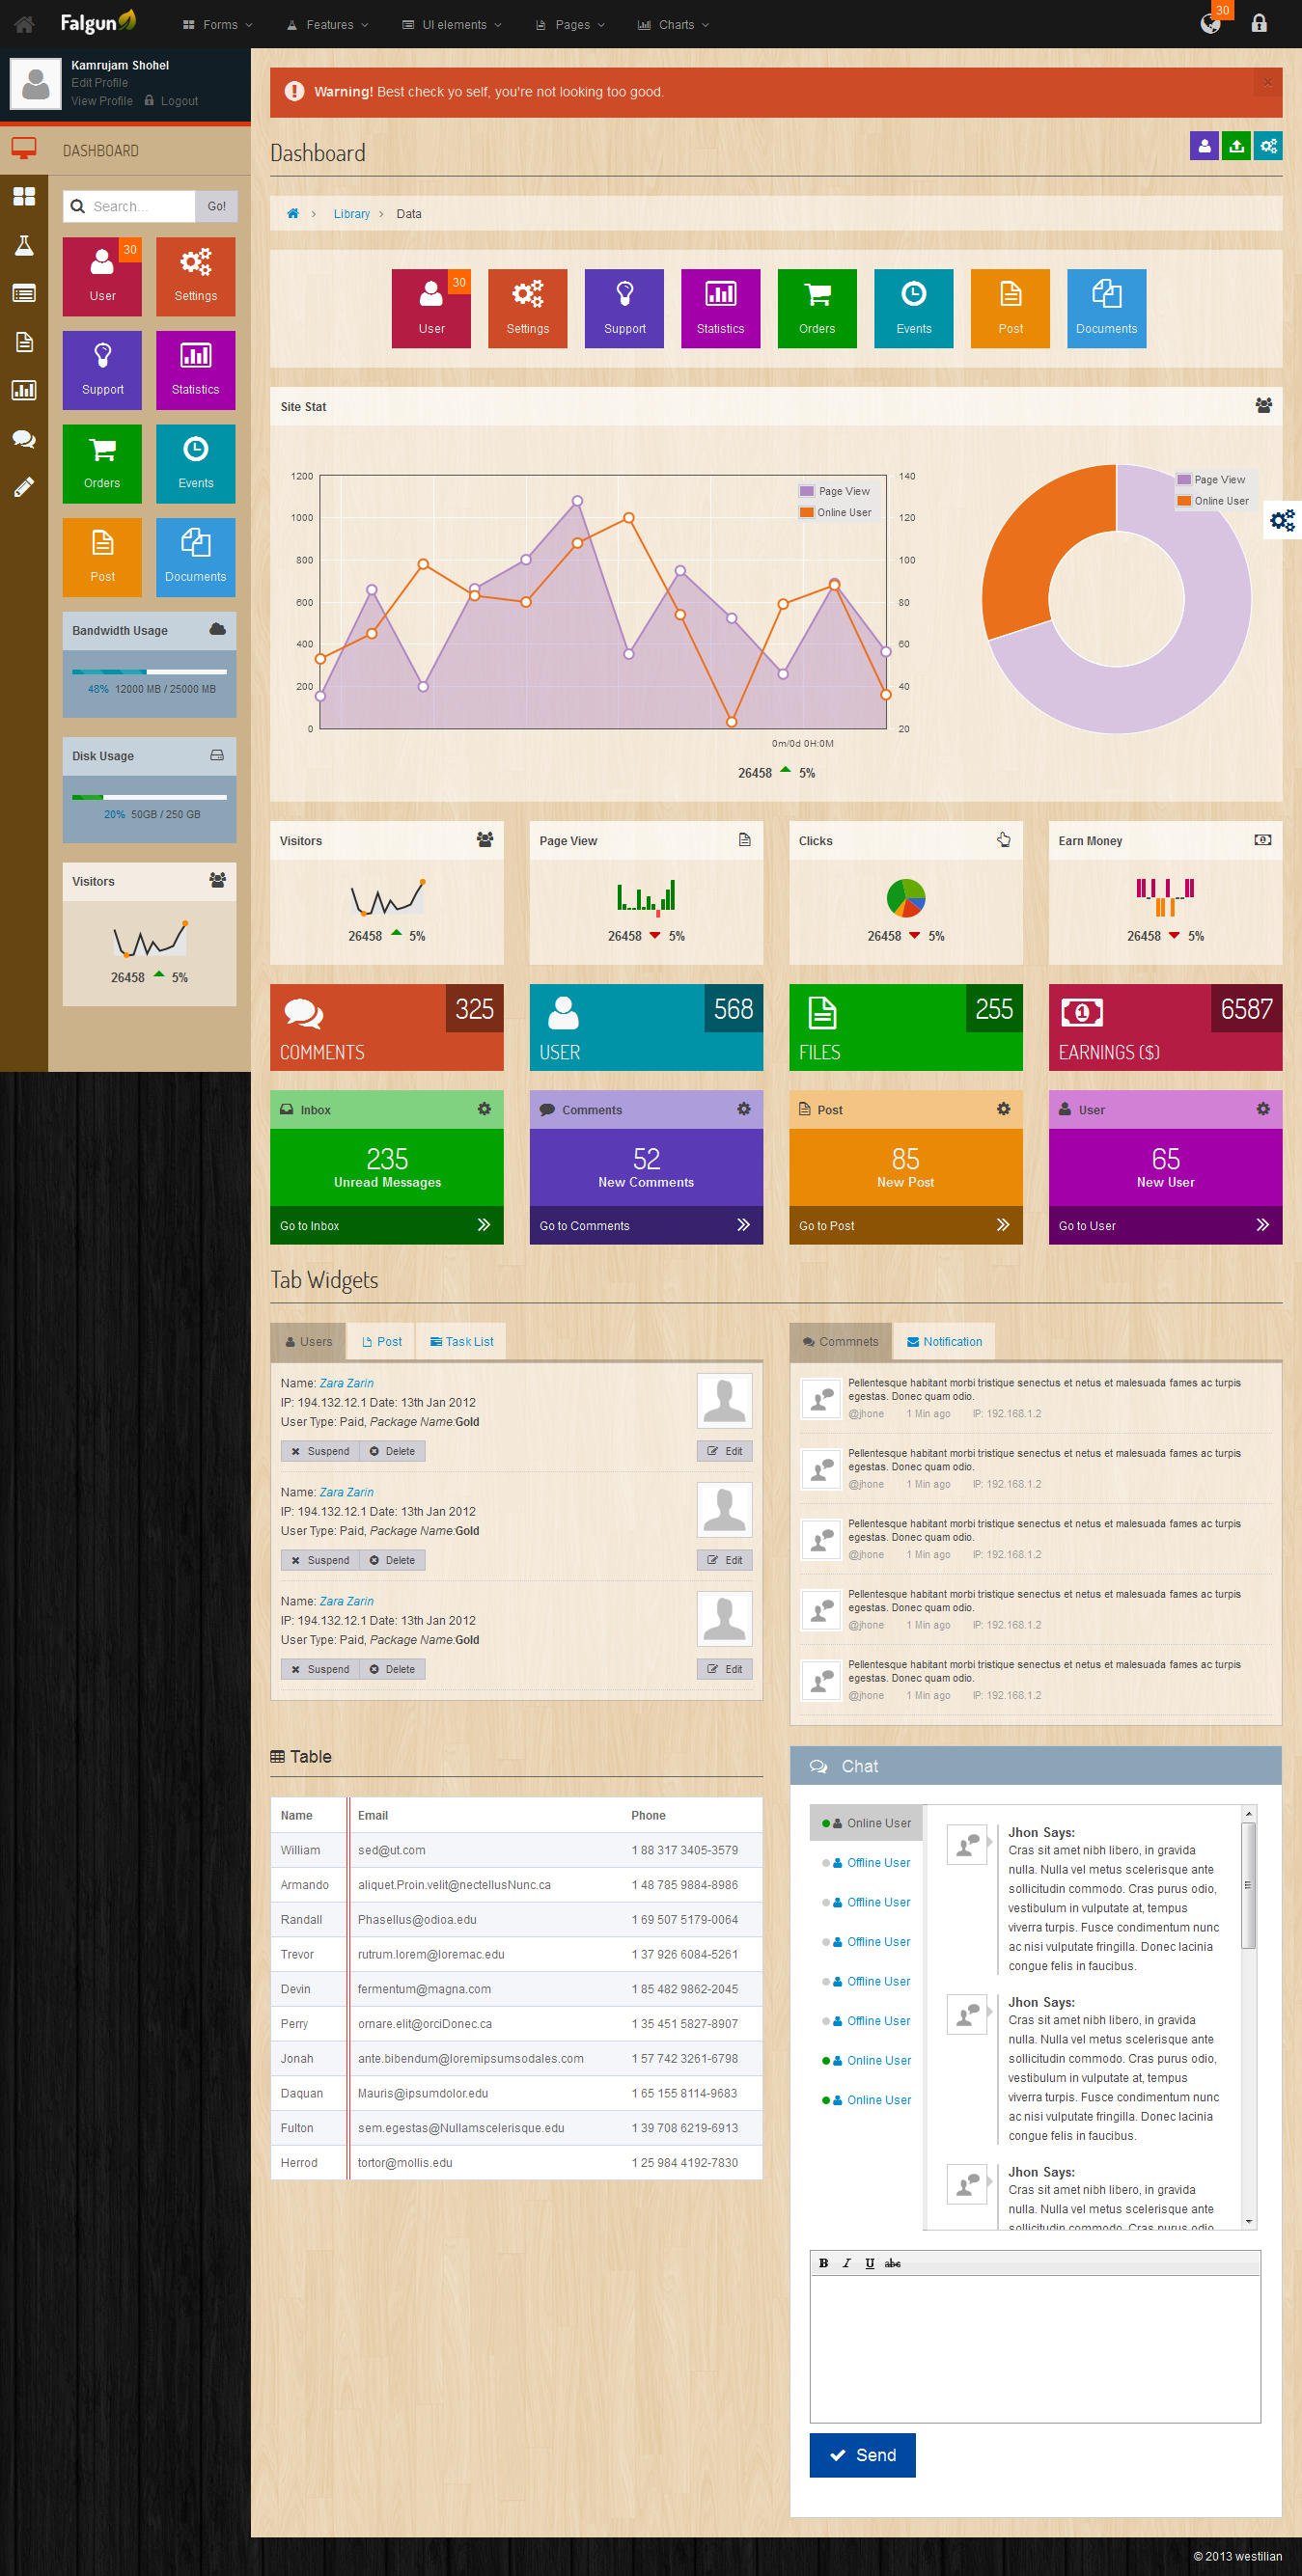 Falgun
Forms
Features
UI elements
Pages
Charts
30
Kamrujam Shohel
Edit Profile
View Profile
Logout
DASHBOARD
Search...
Go!
30
User
Settings
Support
Statistics
Orders
Events
Post
Documents
Bandwidth Usage
48% 12000 MB / 25000 MB
Disk Usage
20% 50GB / 250 GB
Visitors
26458 5%
Warning! Best check yo self, you're not looking too good.
×
Dashboard
Library
Data
30
User
Settings
Support
Statistics
Orders
Events
Post
Documents
Site Stat
1200
1000
800
600
400
200
0
140
120
100
80
60
40
20
Page View
Online User
0m/0d 0H:0M
26458 5%
Page View
Online User
Visitors
26458 5%
Page View
26458 5%
Clicks
26458 5%
Earn Money
26458 5%
325
COMMENTS
568
USER
255
FILES
6587
EARNINGS ($)
Inbox
235
Unread Messages
Go to Inbox
Comments
52
New Comments
Go to Comments
Post
85
New Post
Go to Post
User
65
New User
Go to User
Tab Widgets
Users
Post
Task List
Name: Zara Zarin
IP: 194.132.12.1 Date: 13th Jan 2012
User Type: Paid, Package Name:Gold
Suspend
Delete
Edit
Name: Zara Zarin
IP: 194.132.12.1 Date: 13th Jan 2012
User Type: Paid, Package Name:Gold
Suspend
Delete
Edit
Name: Zara Zarin
IP: 194.132.12.1 Date: 13th Jan 2012
User Type: Paid, Package Name:Gold
Suspend
Delete
Edit
Commnets
Notification
Pellentesque habitant morbi tristique senectus et netus et malesuada fames ac turpis
egestas. Donec quam odio.
@jhone 1 Min ago IP: 192.168.1.2
Pellentesque habitant morbi tristique senectus et netus et malesuada fames ac turpis
egestas. Donec quam odio.
@jhone 1 Min ago IP: 192.168.1.2
Pellentesque habitant morbi tristique senectus et netus et malesuada fames ac turpis
egestas. Donec quam odio.
@jhone 1 Min ago IP: 192.168.1.2
Pellentesque habitant morbi tristique senectus et netus et malesuada fames ac turpis
egestas. Donec quam odio.
@jhone 1 Min ago IP: 192.168.1.2
Pellentesque habitant morbi tristique senectus et netus et malesuada fames ac turpis
egestas. Donec quam odio.
@jhone 1 Min ago IP: 192.168.1.2
Table
Name Email Phone
William sed@ut.com 1 88 317 3405-3579
Armando aliquet.Proin.velit@nectellusNunc.ca 1 48 785 9884-8986
Randall Phasellus@odioa.edu 1 69 507 5179-0064
Trevor rutrum.lorem@loremac.edu 1 37 926 6084-5261
Devin fermentum@magna.com 1 85 482 9862-2045
Perry ornare.elit@orciDonec.ca 1 35 451 5827-8907
Jonah ante.bibendum@loremipsumsodales.com 1 57 742 3261-6798
Daquan Mauris@ipsumdolor.edu 1 65 155 8114-9683
Fulton sem.egestas@Nullamscelerisque.edu 1 39 708 6219-6913
Herrod tortor@mollis.edu 1 25 984 4192-7830
Chat
Online User
Offline User
Offline User
Offline User
Offline User
Offline User
Online User
Online User
Jhon Says:
Cras sit amet nibh libero, in gravida
nulla. Nulla vel metus scelerisque ante
sollicitudin commodo. Cras purus odio,
vestibulum in vulputate at, tempus
viverra turpis. Fusce condimentum nunc
ac nisi vulputate fringilla. Donec lacinia
congue felis in faucibus.
Jhon Says:
Cras sit amet nibh libero, in gravida
nulla. Nulla vel metus scelerisque ante
sollicitudin commodo. Cras purus odio,
vestibulum in vulputate at, tempus
viverra turpis. Fusce condimentum nunc
ac nisi vulputate fringilla. Donec lacinia
congue felis in faucibus.
Jhon Says:
Cras sit amet nibh libero, in gravida
nulla. Nulla vel metus scelerisque ante
sollicitudin commodo. Cras purus odio,
B I U abc
Send
© 2013 westilian